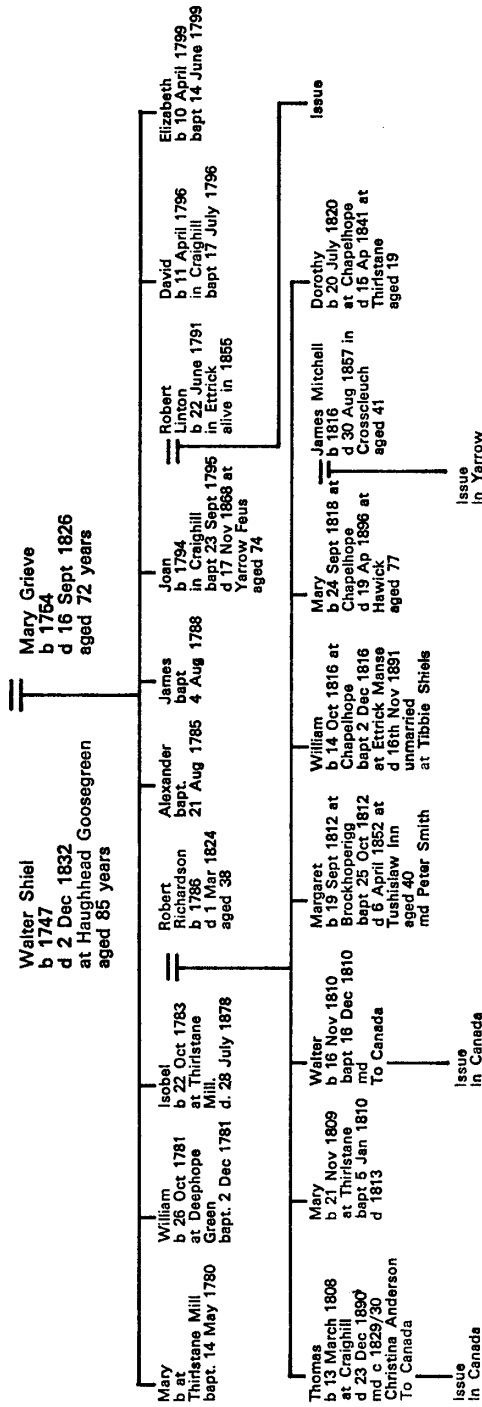 Walter Shiel
b 1747
d 2 Dec 1832
at Haughhead Goosegreen
aged 85 years
Mary Grieve
b 1754
d 16 Sept 1826
aged 72 years
Mary
b at
Thirlstane Mill
bapt. 14 May 1780
William
b 26 Oct 1781
at Deephope
Green
bapt. 2 Dec 1781
Isobel
b 22 Oct 1783
at Thirlstane
Mill.
d. 28 July 1878
Robert
Richardson
b 1786
d 1 Mar 1824
aged 38
Alexander
bapt.
21 Aug 1785
James
bapt
4 Aug 1788
Joan
b 1794
in Craighill
bapt 23 Sept 1795
d 17 Nov 1868 at
Yarrow Feus
aged 74
Robert
Linton
b 22 June 1791
in Ettrick
alive in 1855
David
b 11 April 1796
in Craighill
bapt 17 July 1796
Elizabeth
b 10 April 1799
bapt 14 June 1799
Thomas
b 13 March 1808
at Craighill
d 23 Dec 1890
md c 1829/30
Christina Anderson
To Canada
Issue
In Canada
Mary
b 21 Nov 1809
at Thirlstane
bapt 5 Jan 1810
d 1813
Walter
b 16 Nov 1810
bapt 16 Dec 1810
md
To Canada
Issue
In Canada
Margaret
b 19 Sept 1812 at
Brockhoperigg
bapt 25 Oct 1812
d 6 April 1852 at
Tushislaw Inn
aged 40
md Peter Smith
William
b 14 Oct 1816 at
Chapelhope
bapt 2 Dec 1816
at Ettrick Manse
d 16th Nov 1891
unmarried
at Tibbie Shiels
Mary
b 24 Sept 1818 at
Chapelhope
d 19 Ap 1896 at
Hawick
aged 77
James Mitchell
b 1816
d 30 Aug 1857 in
Crosscleuch
aged 41
Issue
In Yarrow
Dorothy
b 20 July 1820
at Chapelhope
d 15 Ap 1841 at
Thirlstane
aged 19
Issue